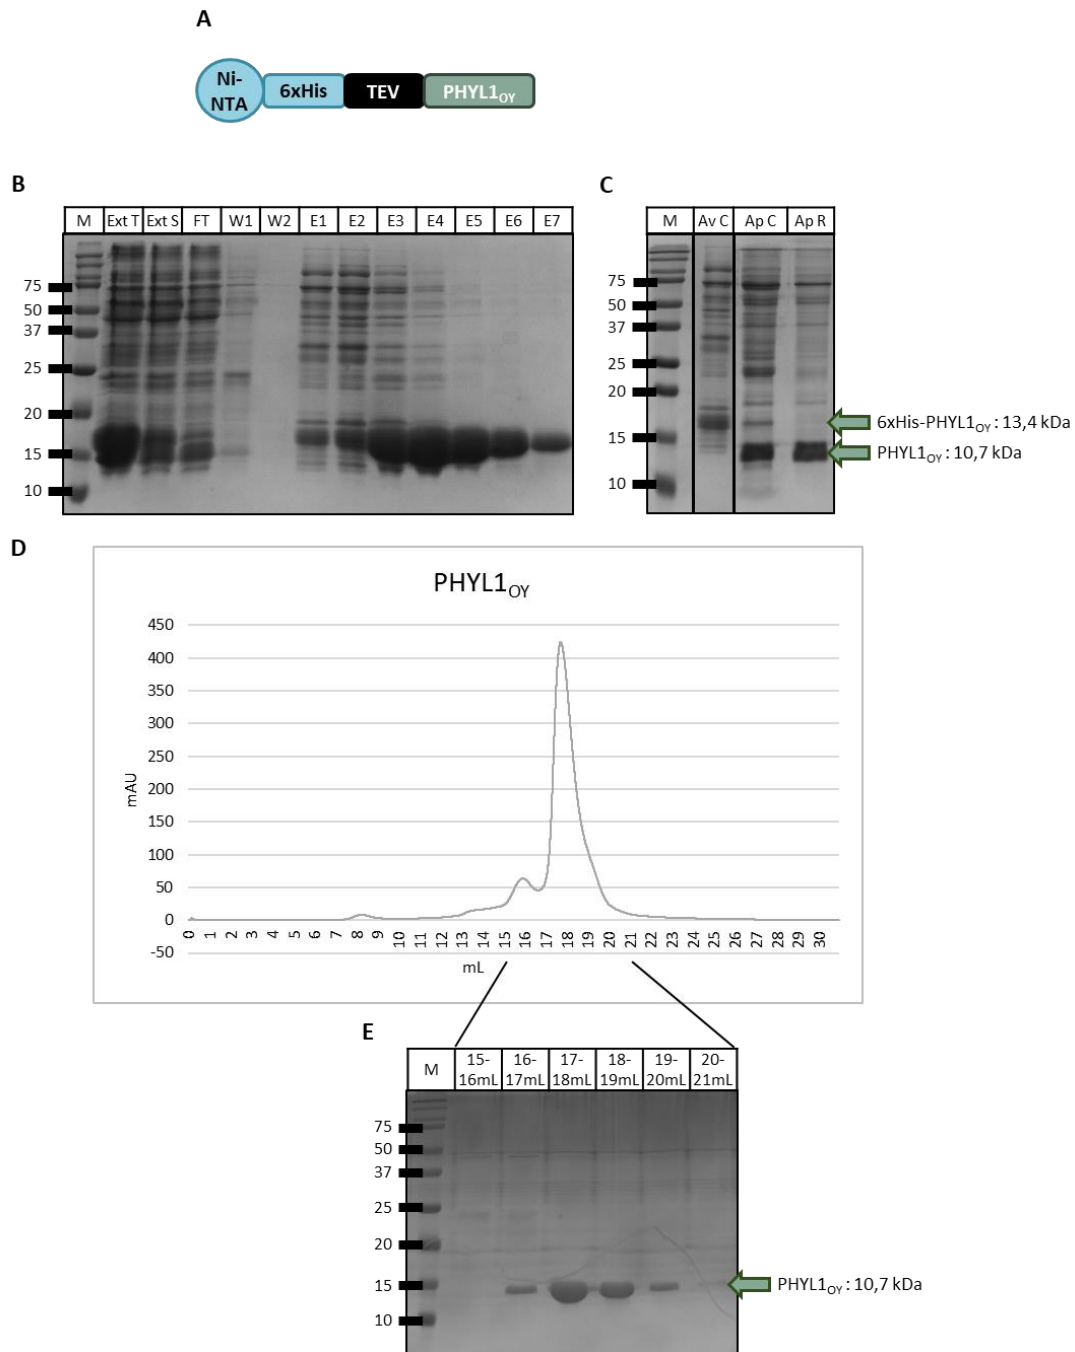 A
Ni-
NTA
6xHis
TEV
PHYL1OY
B
M Ext T Ext S FT W1 W2 E1 E2 E3 E4 E5 E6 E7
75
50
37
25
20
15
10
C
M Av C Ap C Ap R
75
50
37
25
20
15
10
6xHis-PHYL1OY : 13,4 kDa
PHYL1OY : 10,7 kDa
D
PHYL1OY
450
400
350
300
250
200
150
100
50
0
-50
mAU
0 1 2 3 4 5 6 7 8 9 10 11 12 13 14 15 16 17 18 19 20 21 22 23 24 25 26 27 28 29 30
mL
E
M 15-16mL 16-17mL 17-18mL 18-19mL 19-20mL 20-21mL
75
50
37
25
20
15
10
PHYL1OY : 10,7 kDa